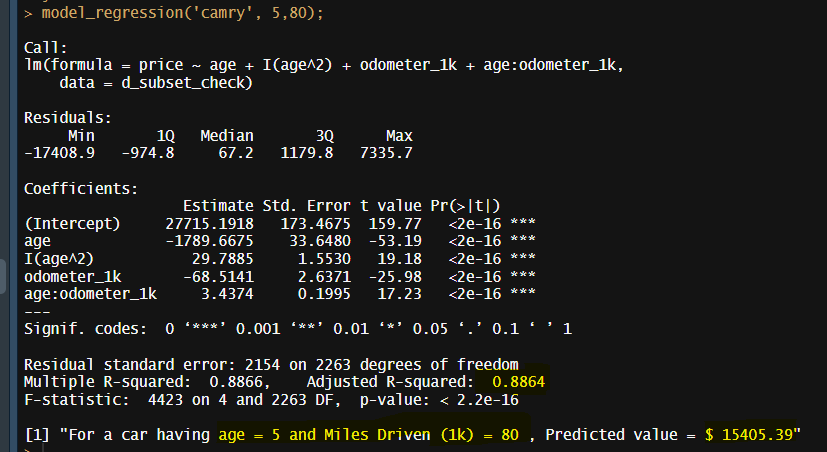 > model_regression('camry', 5,80);
Call:
lm(formula = price ~ age + I(age^2) + odometer_1k + age:odometer_1k,
    data = d_subset_check)
Residuals:
     Min       1Q   Median       3Q      Max
-17408.9   -974.8     67.2   1179.8   7335.7
Coefficients:
                  Estimate Std. Error t value Pr(>|t|)
(Intercept)     27715.1918   173.4675  159.77   <2e-16 ***
age             -1789.6675    33.6480  -53.19   <2e-16 ***
I(age^2)           29.7885     1.5530   19.18   <2e-16 ***
odometer_1k       -68.5141     2.6371  -25.98   <2e-16 ***
age:odometer_1k     3.4374     0.1995   17.23   <2e-16 ***
---
Signif. codes:  0 ‘***’ 0.001 ‘**’ 0.01 ‘*’ 0.05 ‘.’ 0.1 ‘ ’ 1
Residual standard error: 2154 on 2263 degrees of freedom
Multiple R-squared:  0.8866,    Adjusted R-squared:  0.8864
F-statistic:  4423 on 4 and 2263 DF,  p-value: < 2.2e-16
[1] "For a car having age = 5 and Miles Driven (1k) = 80 , Predicted value = $ 15405.39"
>